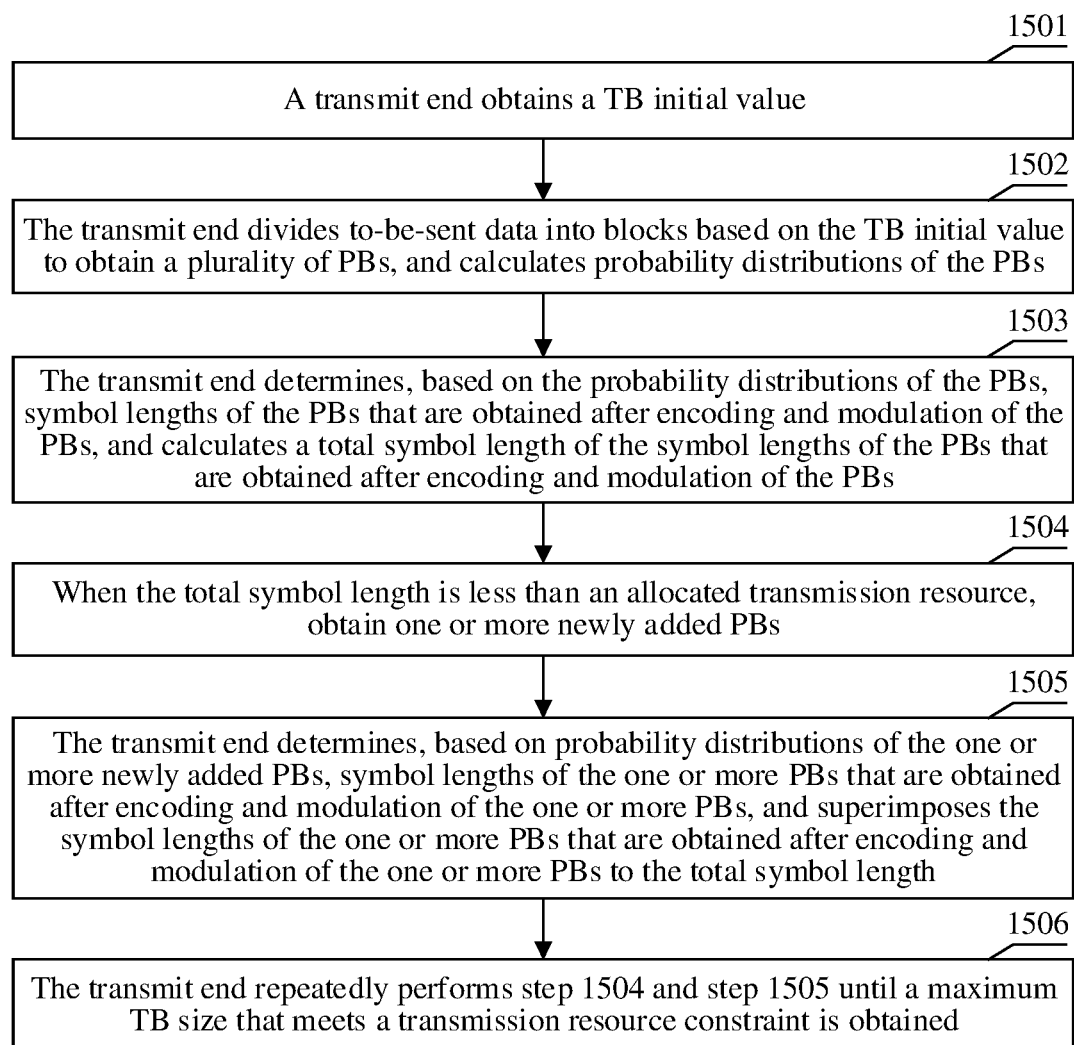 1501
A transmit end obtains a TB initial value
1502
The transmit end divides to-be-sent data into blocks based on the TB initial value
to obtain a plurality of PBs, and calculates probability distributions of the PBs
1503
The transmit end determines, based on the probability distributions of the PBs,
symbol lengths of the PBs that are obtained after encoding and modulation of the
PBs, and calculates a total symbol length of the symbol lengths of the PBs that
are obtained after encoding and modulation of the PBs
1504
When the total symbol length is less than an allocated transmission resource,
obtain one or more newly added PBs
1505
The transmit end determines, based on probability distributions of the one or
more newly added PBs, symbol lengths of the one or more PBs that are obtained
after encoding and modulation of the one or more PBs, and superimposes the
symbol lengths of the one or more PBs that are obtained after encoding and
modulation of the one or more PBs to the total symbol length
1506
The transmit end repeatedly performs step 1504 and step 1505 until a maximum
TB size that meets a transmission resource constraint is obtained